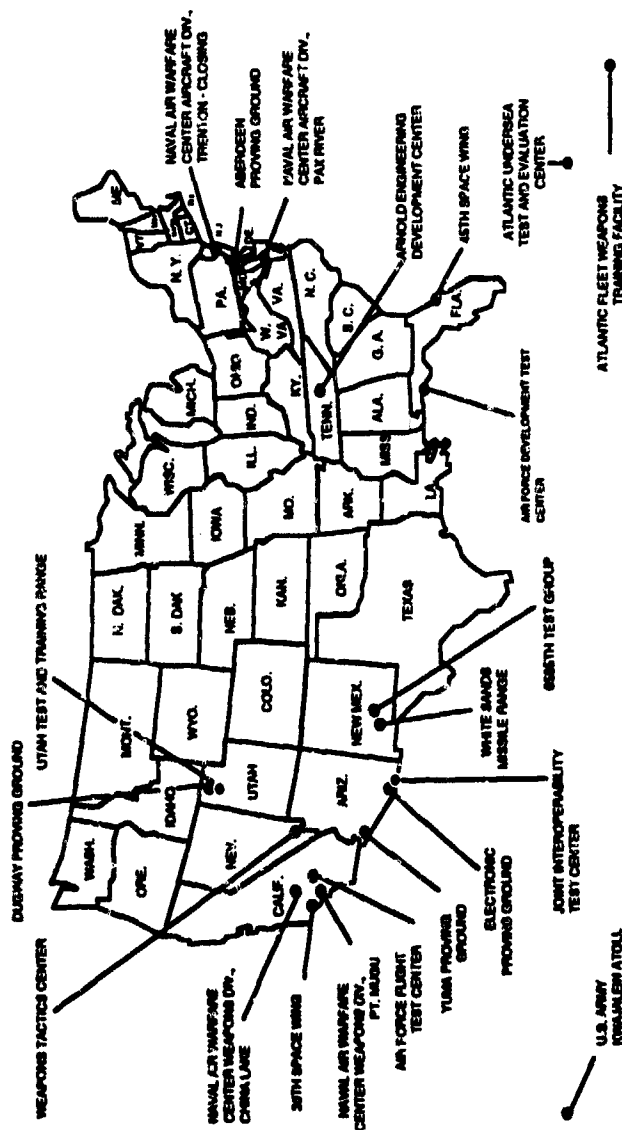 DUGWAY PROVING GROUND
UTAH TEST AND TRAINING RANGE
WEAPONS TACTICS CENTER
NAVAL AIR WARFARE
CENTER WEAPONS DIV.,
CHINA LAKE
30TH SPACE WING
NAVAL AIR WARFARE
CENTER WEAPONS DIV.,
PT. MUGU
AIR FORCE FLIGHT
TEST CENTER
YUMA PROVING
GROUND
ELECTRONIC
PROVING GROUND
JOINT INTEROPERABILITY
TEST CENTER
WHITE SANDS
MISSILE RANGE
6585TH TEST GROUP
U.S. ARMY
KWAJALEIN ATOLL
NAVAL AIR WARFARE
CENTER AIRCRAFT DIV.,
TRENTON - CLOSING
ABERDEEN
PROVING GROUND
NAVAL AIR WARFARE
CENTER AIRCRAFT DIV.,
PAX RIVER
ARNOLD ENGINEERING
DEVELOPMENT CENTER
45TH SPACE WING
ATLANTIC UNDERSEA
TEST AND EVALUATION
CENTER
AIR FORCE DEVELOPMENT TEST
CENTER
ATLANTIC FLEET WEAPONS
TRAINING FACILITY
WASH.
ORE.
CALIF.
NEV.
IDAHO
MONT.
WYO.
UTAH
ARIZ.
COLO.
NEW MEX.
N. DAK.
S. DAK
NEB.
KAN.
OKLA.
TEXAS
MINN.
IOWA
MO.
ARK.
LA.
WISC.
ILL.
MICH.
IND.
OHIO
KY.
TENN.
MISS
ALA.
G. A.
FLA.
S. C.
N. C.
VA.
W.
VA.
PA.
N. Y.
N.J
DE
VT
CT
ME.